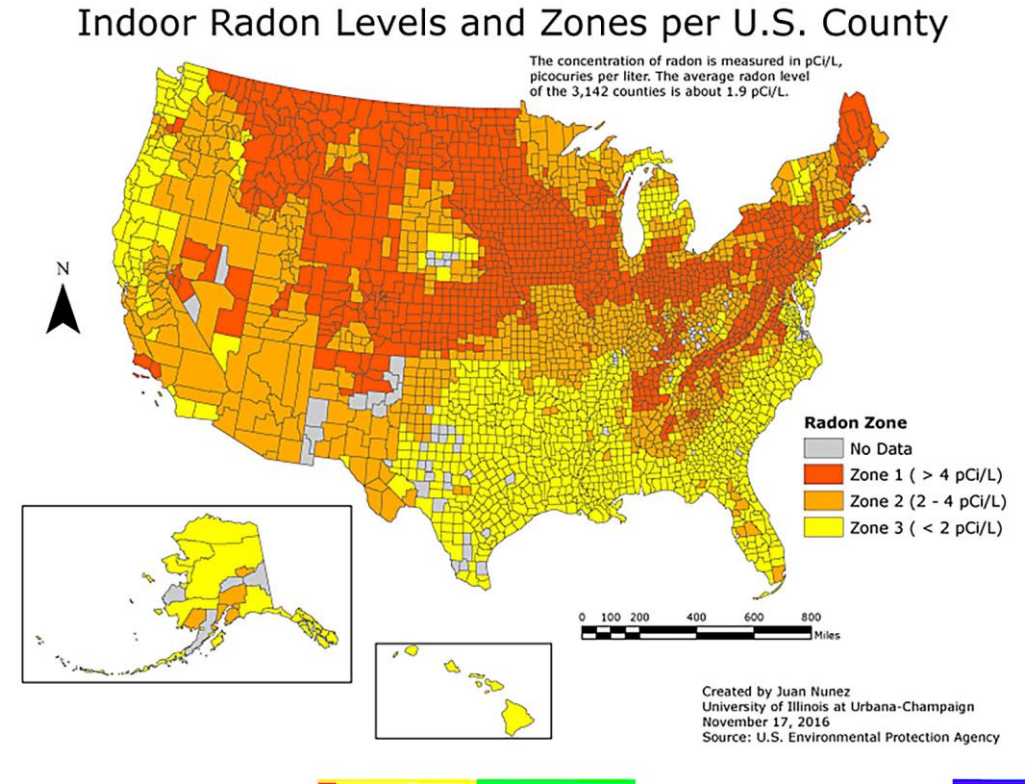 Indoor Radon Levels and Zones per U.S. County
The concentration of radon is measured in pCi/L,
picocuries per liter. The average radon level
of the 3,142 counties is about 1.9 pCi/L.
N
Radon Zone
No Data
Zone 1 ( > 4 pCi/L)
Zone 2 (2 - 4 pCi/L)
Zone 3 ( < 2 pCi/L)
0 100 200 400 600 800
Miles
Created by Juan Nunez
University of Illinois at Urbana-Champaign
November 17, 2016
Source: U.S. Environmental Protection Agency